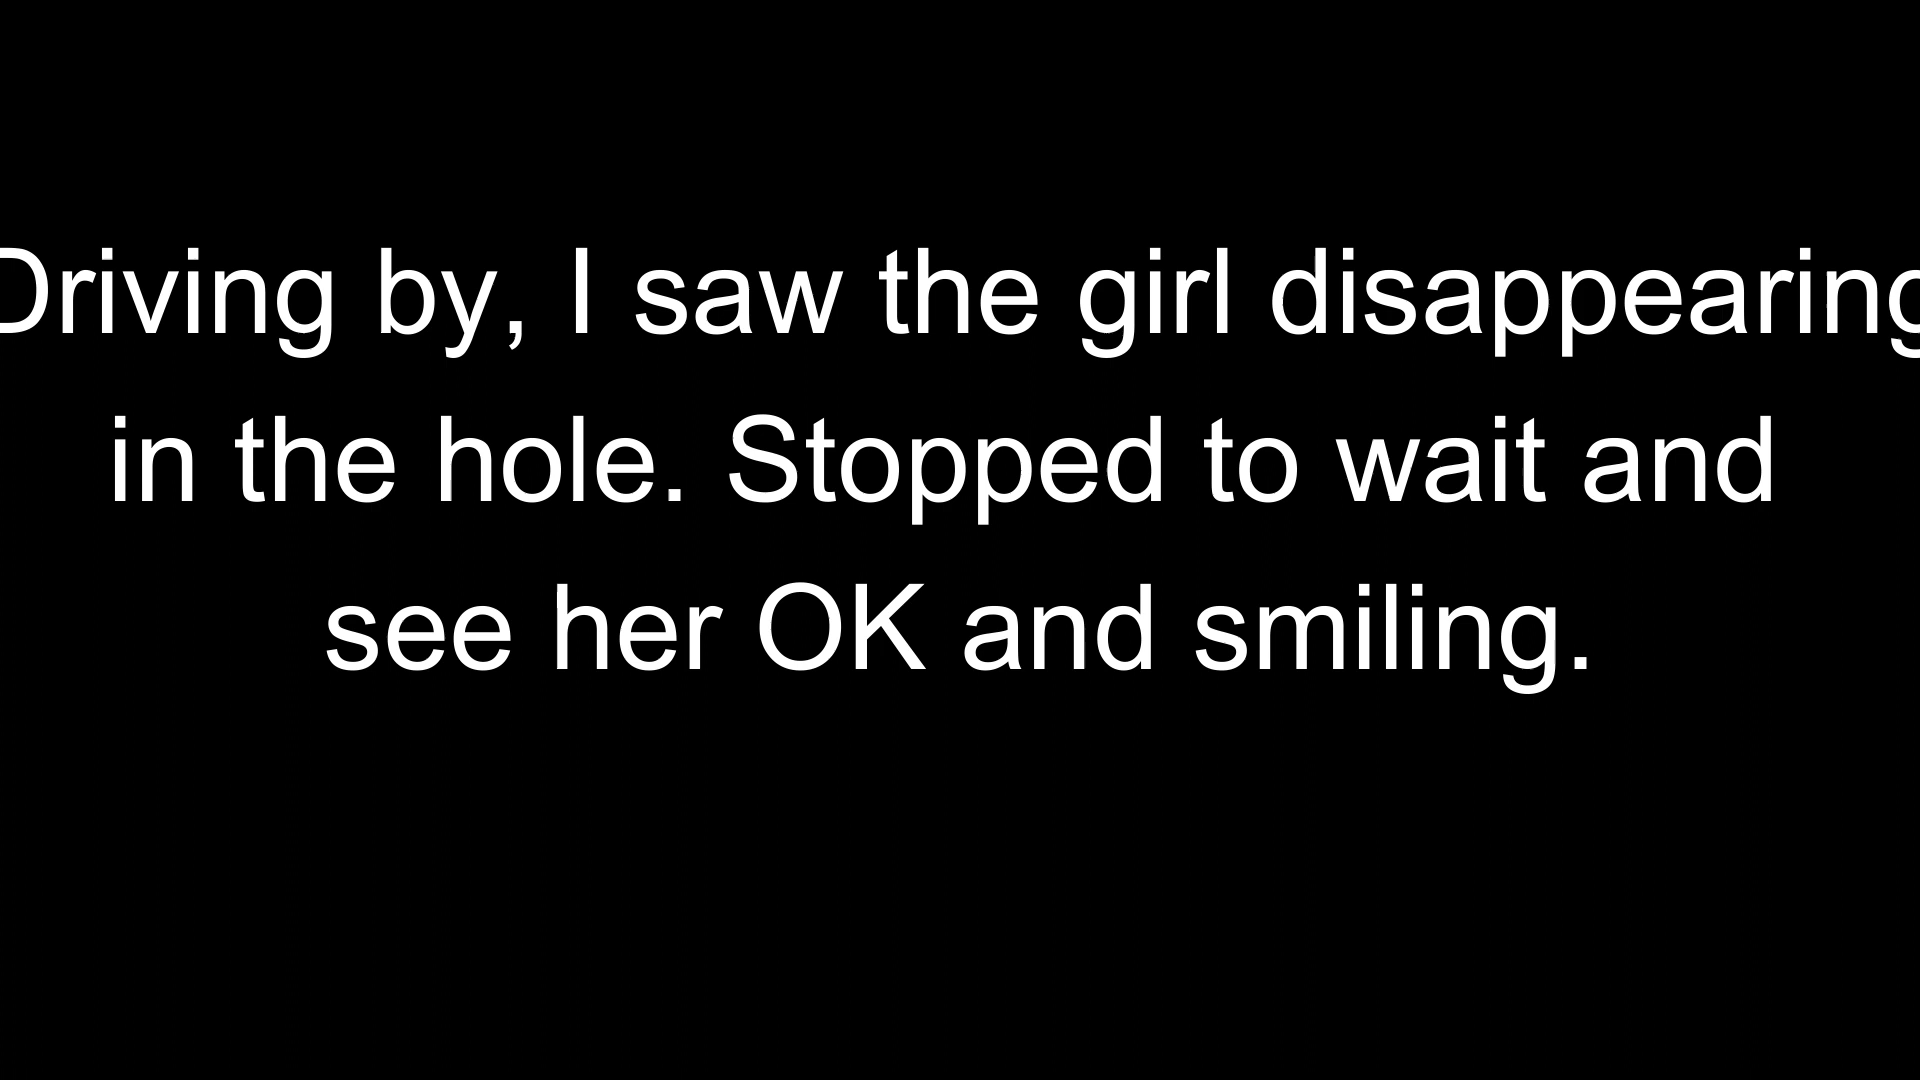 Driving by, I saw the girl disappearing
in the hole. Stopped to wait and
see her OK and smiling.